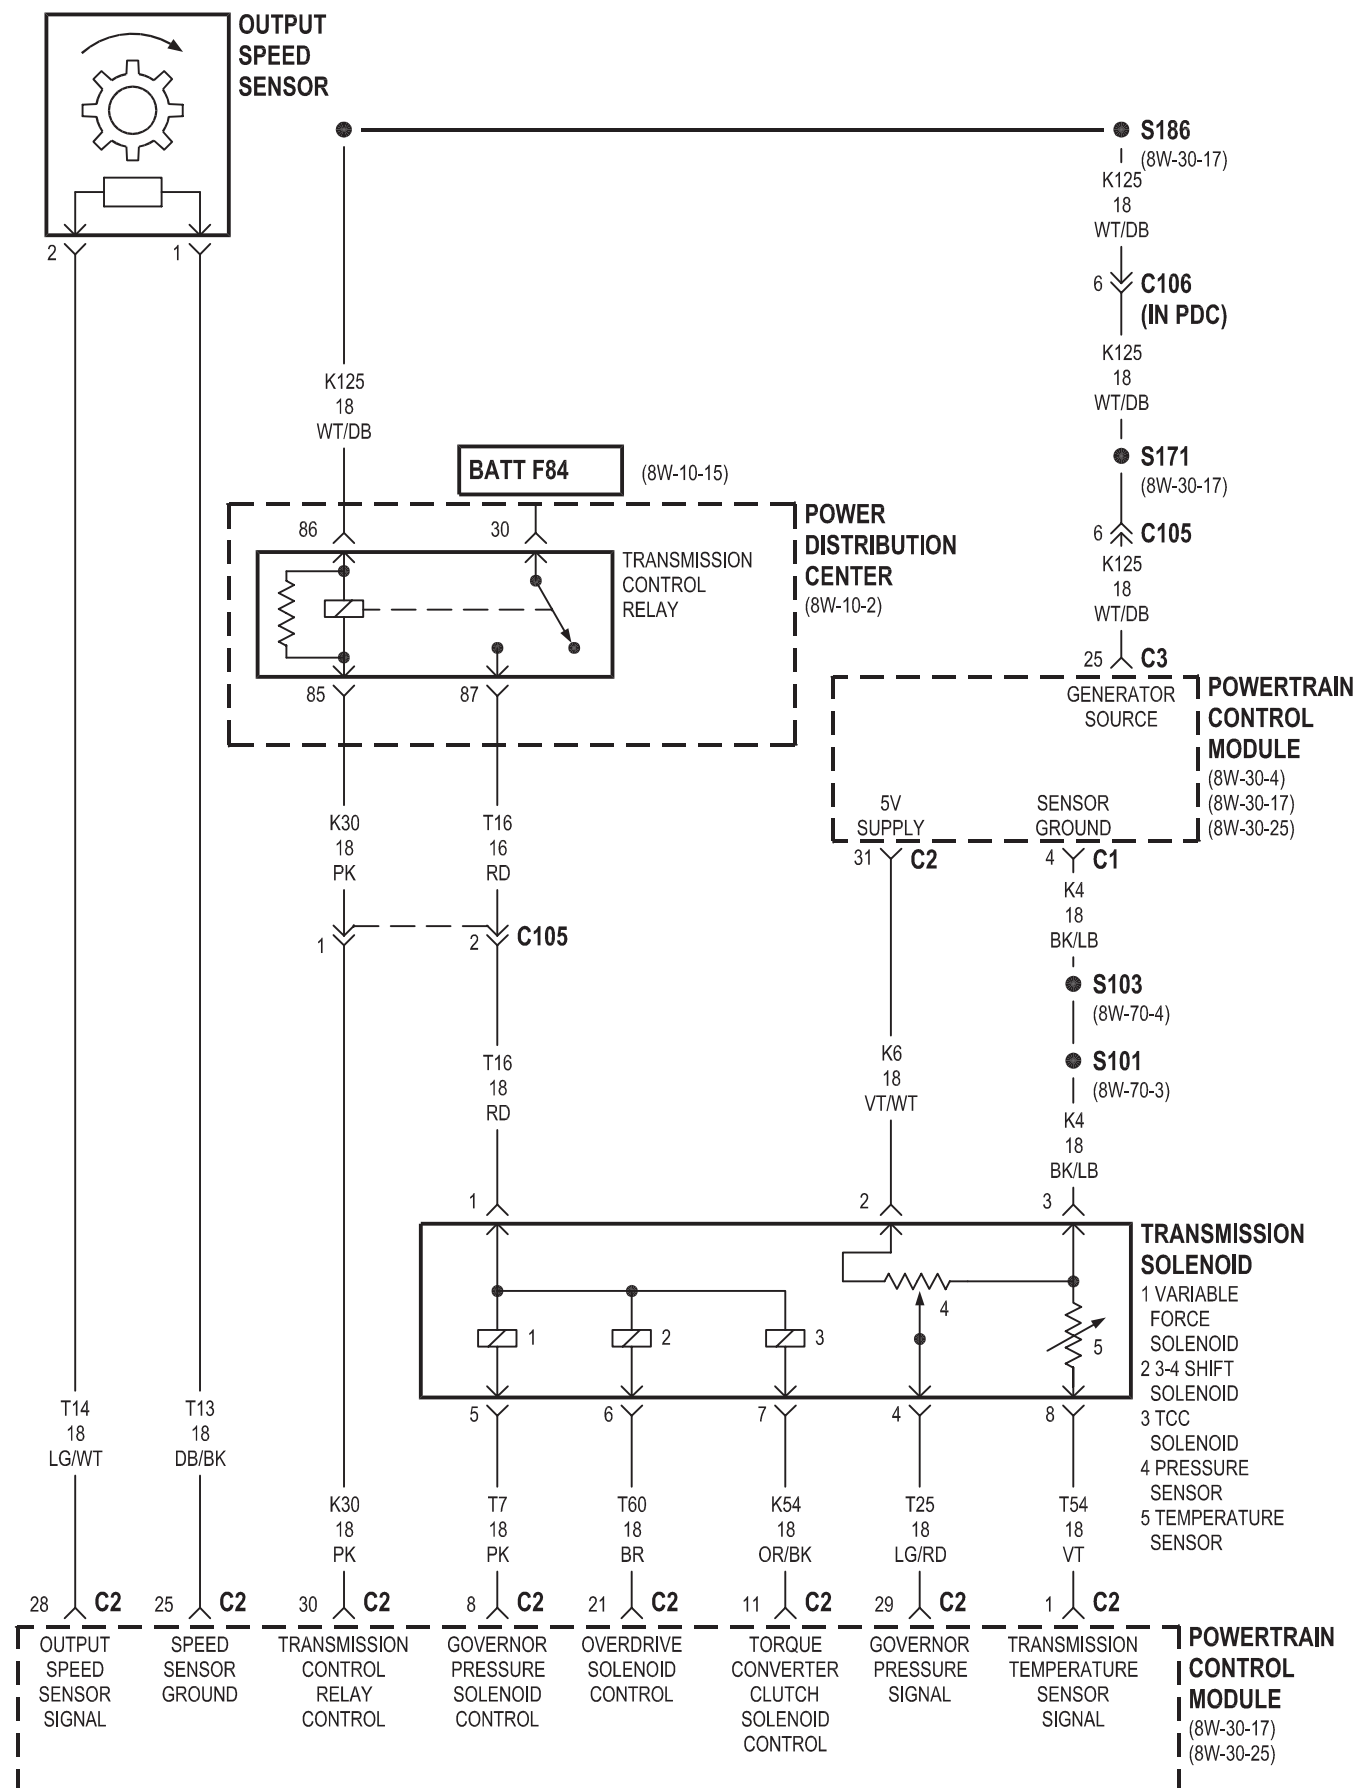 OUTPUT
SPEED
SENSOR
2
1
S186
(8W-30-17)
K125
18
WT/DB
6
C106
(IN PDC)
K125
18
WT/DB
K125
18
WT/DB
S171
(8W-30-17)
6
C105
K125
18
WT/DB
25
C3
BATT F84
(8W-10-15)
86
30
POWER
DISTRIBUTION
CENTER
(8W-10-2)
TRANSMISSION
CONTROL
RELAY
85
87
GENERATOR
SOURCE
POWERTRAIN
CONTROL
MODULE
(8W-30-4)
(8W-30-17)
(8W-30-25)
5V
SUPPLY
SENSOR
GROUND
31
C2
4
C1
K30
18
PK
T16
16
RD
1
2
C105
K4
18
BK/LB
S103
(8W-70-4)
S101
(8W-70-3)
T16
18
RD
K6
18
VT/WT
K4
18
BK/LB
1
2
3
TRANSMISSION
SOLENOID
1 VARIABLE
FORCE
SOLENOID
2 3-4 SHIFT
SOLENOID
3 TCC
SOLENOID
4 PRESSURE
SENSOR
5 TEMPERATURE
SENSOR
1
2
3
4
5
5
6
7
4
8
T14
18
LG/WT
T13
18
DB/BK
K30
18
PK
T7
18
PK
T60
18
BR
K54
18
OR/BK
T25
18
LG/RD
T54
18
VT
28
C2
25
C2
30
C2
8
C2
21
C2
11
C2
29
C2
1
C2
OUTPUT
SPEED
SENSOR
SIGNAL
SPEED
SENSOR
GROUND
TRANSMISSION
CONTROL
RELAY
CONTROL
GOVERNOR
PRESSURE
SOLENOID
CONTROL
OVERDRIVE
SOLENOID
CONTROL
TORQUE
CONVERTER
CLUTCH
SOLENOID
CONTROL
GOVERNOR
PRESSURE
SIGNAL
TRANSMISSION
TEMPERATURE
SENSOR
SIGNAL
POWERTRAIN
CONTROL
MODULE
(8W-30-17)
(8W-30-25)